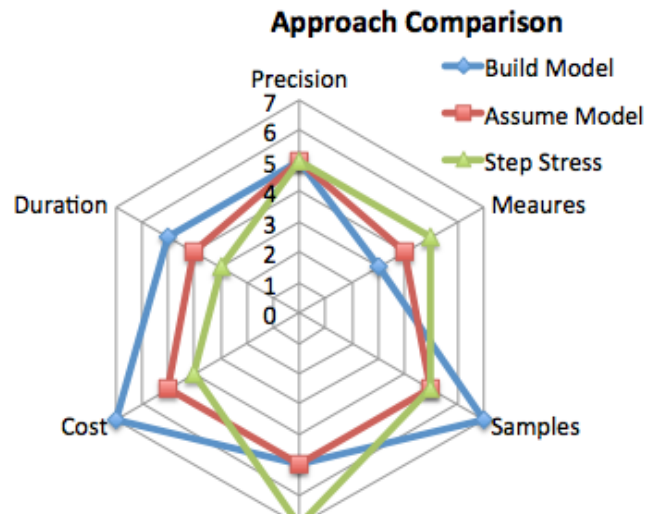 Approach Comparison
Precision
Build Model
Assume Model
Step Stress
7
6
5
4
3
2
1
0
Duration
Meaures
Cost
Samples